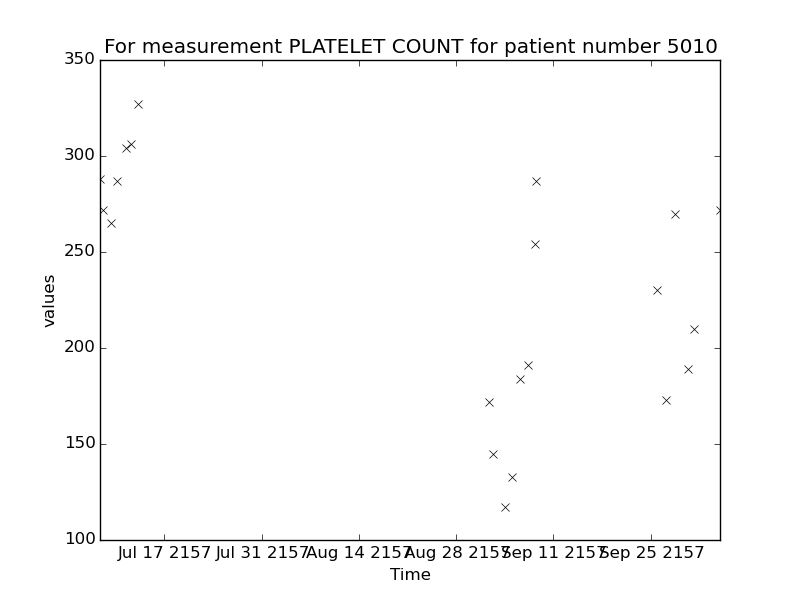 For measurement PLATELET COUNT for patient number 5010
350
300
250
200
150
100
values
Jul 17 2157 Jul 31 2157 Aug 14 2157 Aug 28 2157 Sep 11 2157 Sep 25 2157
Time